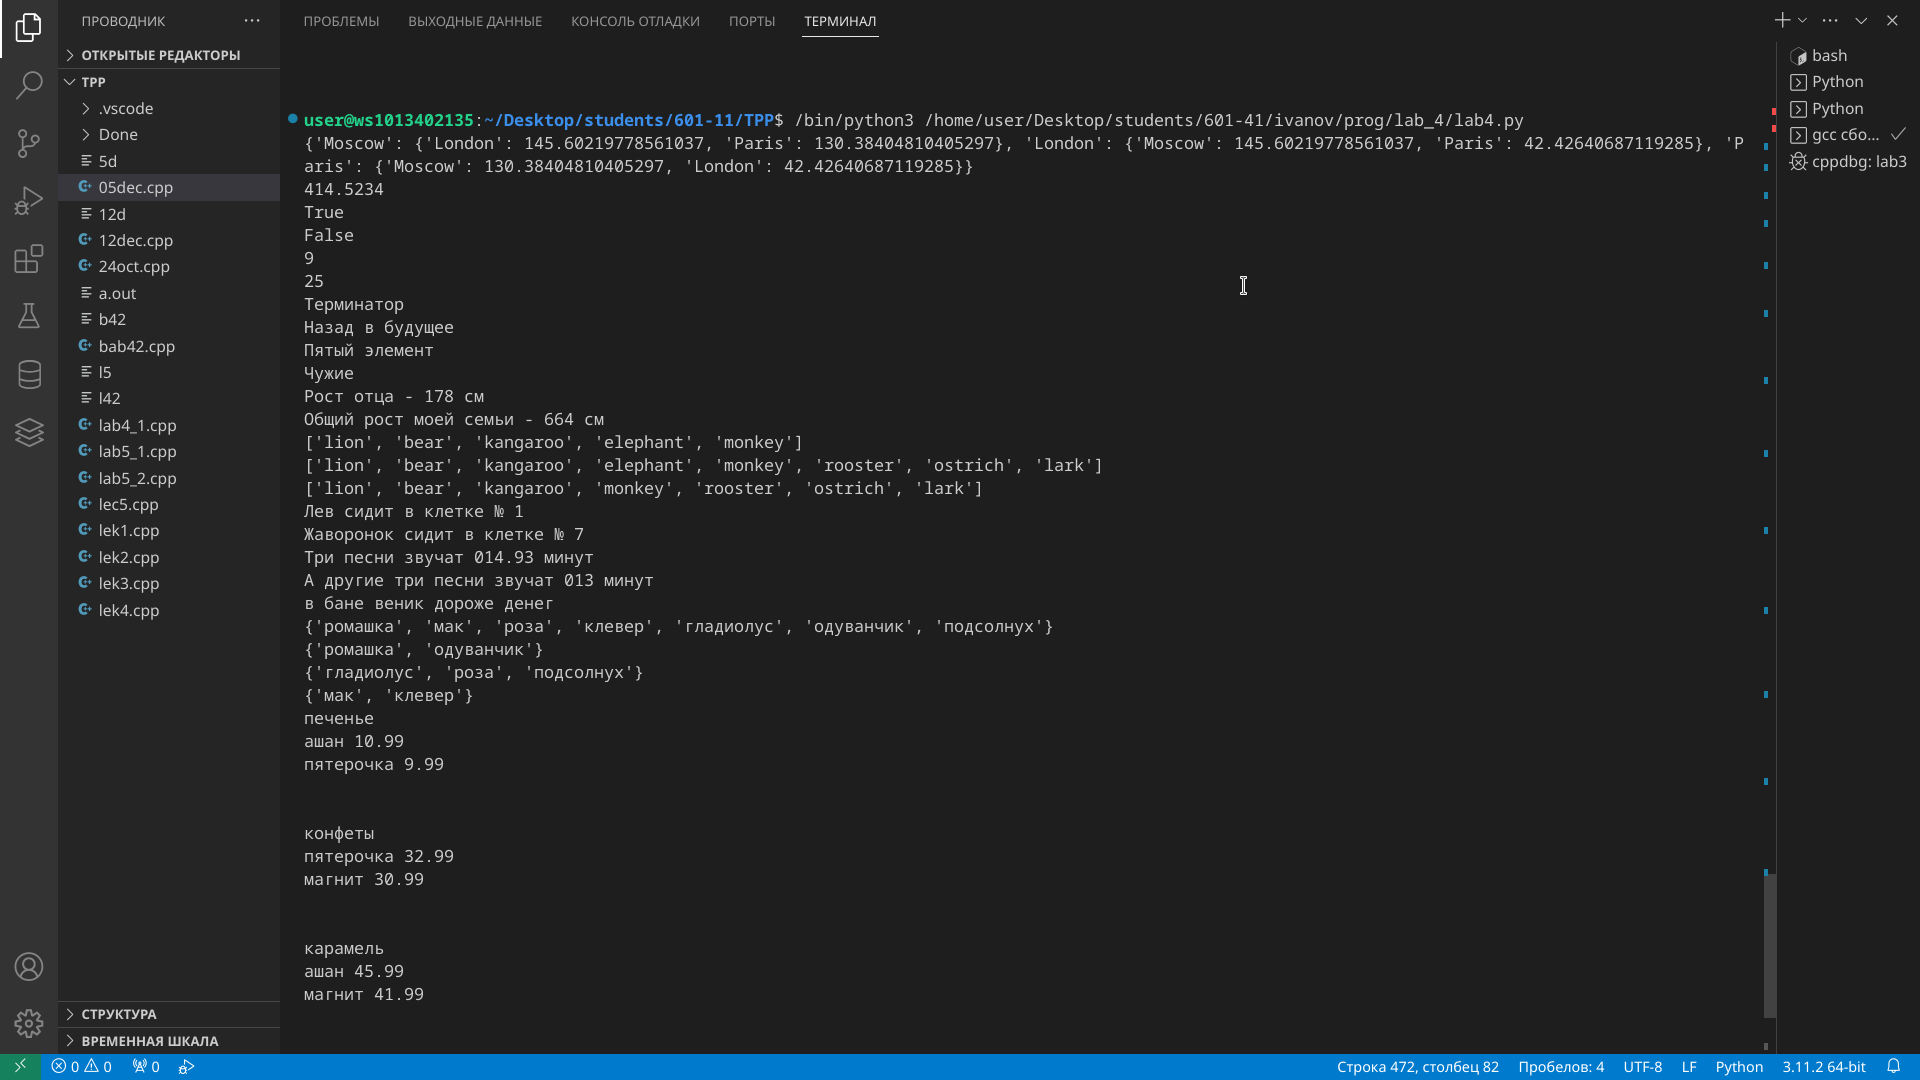 ПРОВОДНИК
ПРОБЛЕМЫ ВЫХОДНЫЕ ДАННЫЕ КОНСОЛЬ ОТЛАДКИ ПОРТЫ ТЕРМИНАЛ
ОТКРЫТЫЕ РЕДАКТОРЫ
TPP
.vscode
Done
5d
05dec.cpp
12d
12dec.cpp
24oct.cpp
a.out
b42
bab42.cpp
l5
l42
lab4_1.cpp
lab5_1.cpp
lab5_2.cpp
lec5.cpp
lek1.cpp
lek2.cpp
lek3.cpp
lek4.cpp
СТРУКТУРА
ВРЕМЕННАЯ ШКАЛА
user@ws1013402135:~/Desktop/students/601-11/TPP$ /bin/python3 /home/user/Desktop/students/601-41/ivanov/prog/lab_4/lab4.py
{'Moscow': {'London': 145.60219778561037, 'Paris': 130.38404810405297}, 'London': {'Moscow': 145.60219778561037, 'Paris': 42.42640687119285}, 'P
aris': {'Moscow': 130.38404810405297, 'London': 42.42640687119285}}
414.5234
True
False
9
25
Терминатор
Назад в будущее
Пятый элемент
Чужие
Рост отца - 178 см
Общий рост моей семьи - 664 см
['lion', 'bear', 'kangaroo', 'elephant', 'monkey']
['lion', 'bear', 'kangaroo', 'elephant', 'monkey', 'rooster', 'ostrich', 'lark']
['lion', 'bear', 'kangaroo', 'monkey', 'rooster', 'ostrich', 'lark']
Лев сидит в клетке № 1
Жаворонок сидит в клетке № 7
Три песни звучат 014.93 минут
А другие три песни звучат 013 минут
в бане веник дороже денег
{'ромашка', 'мак', 'роза', 'клевер', 'гладиолус', 'одуванчик', 'подсолнух'}
{'ромашка', 'одуванчик'}
{'гладиолус', 'роза', 'подсолнух'}
{'мак', 'клевер'}
печенье
ашан 10.99
пятерочка 9.99
конфеты
пятерочка 32.99
магнит 30.99
карамель
ашан 45.99
магнит 41.99
bash
Python
Python
gcc сбо...
cppdbg: lab3
0 0 0
Строка 472, столбец 82 Пробелов: 4 UTF-8 LF Python 3.11.2 64-bit